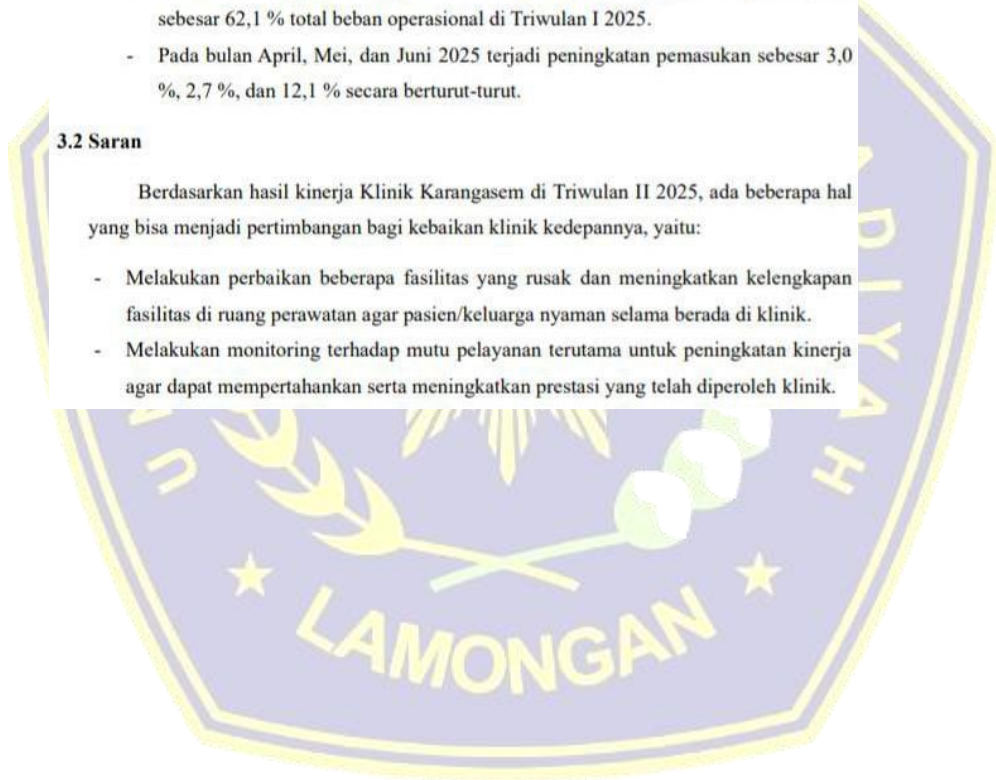 sebesar 62,1 % total beban operasional di Triwulan I 2025.
- Pada bulan April, Mei, dan Juni 2025 terjadi peningkatan pemasukan sebesar 3,0
%, 2,7 %, dan 12,1 % secara berturut-turut.
3.2 Saran
Berdasarkan hasil kinerja Klinik Karangasem di Triwulan II 2025, ada beberapa hal
yang bisa menjadi pertimbangan bagi kebaikan klinik kedepannya, yaitu:
- Melakukan perbaikan beberapa fasilitas yang rusak dan meningkatkan kelengkapan
fasilitas di ruang perawatan agar pasien/keluarga nyaman selama berada di klinik.
- Melakukan monitoring terhadap mutu pelayanan terutama untuk peningkatan kinerja
agar dapat mempertahankan serta meningkatkan prestasi yang telah diperoleh klinik.
LAMONGAN